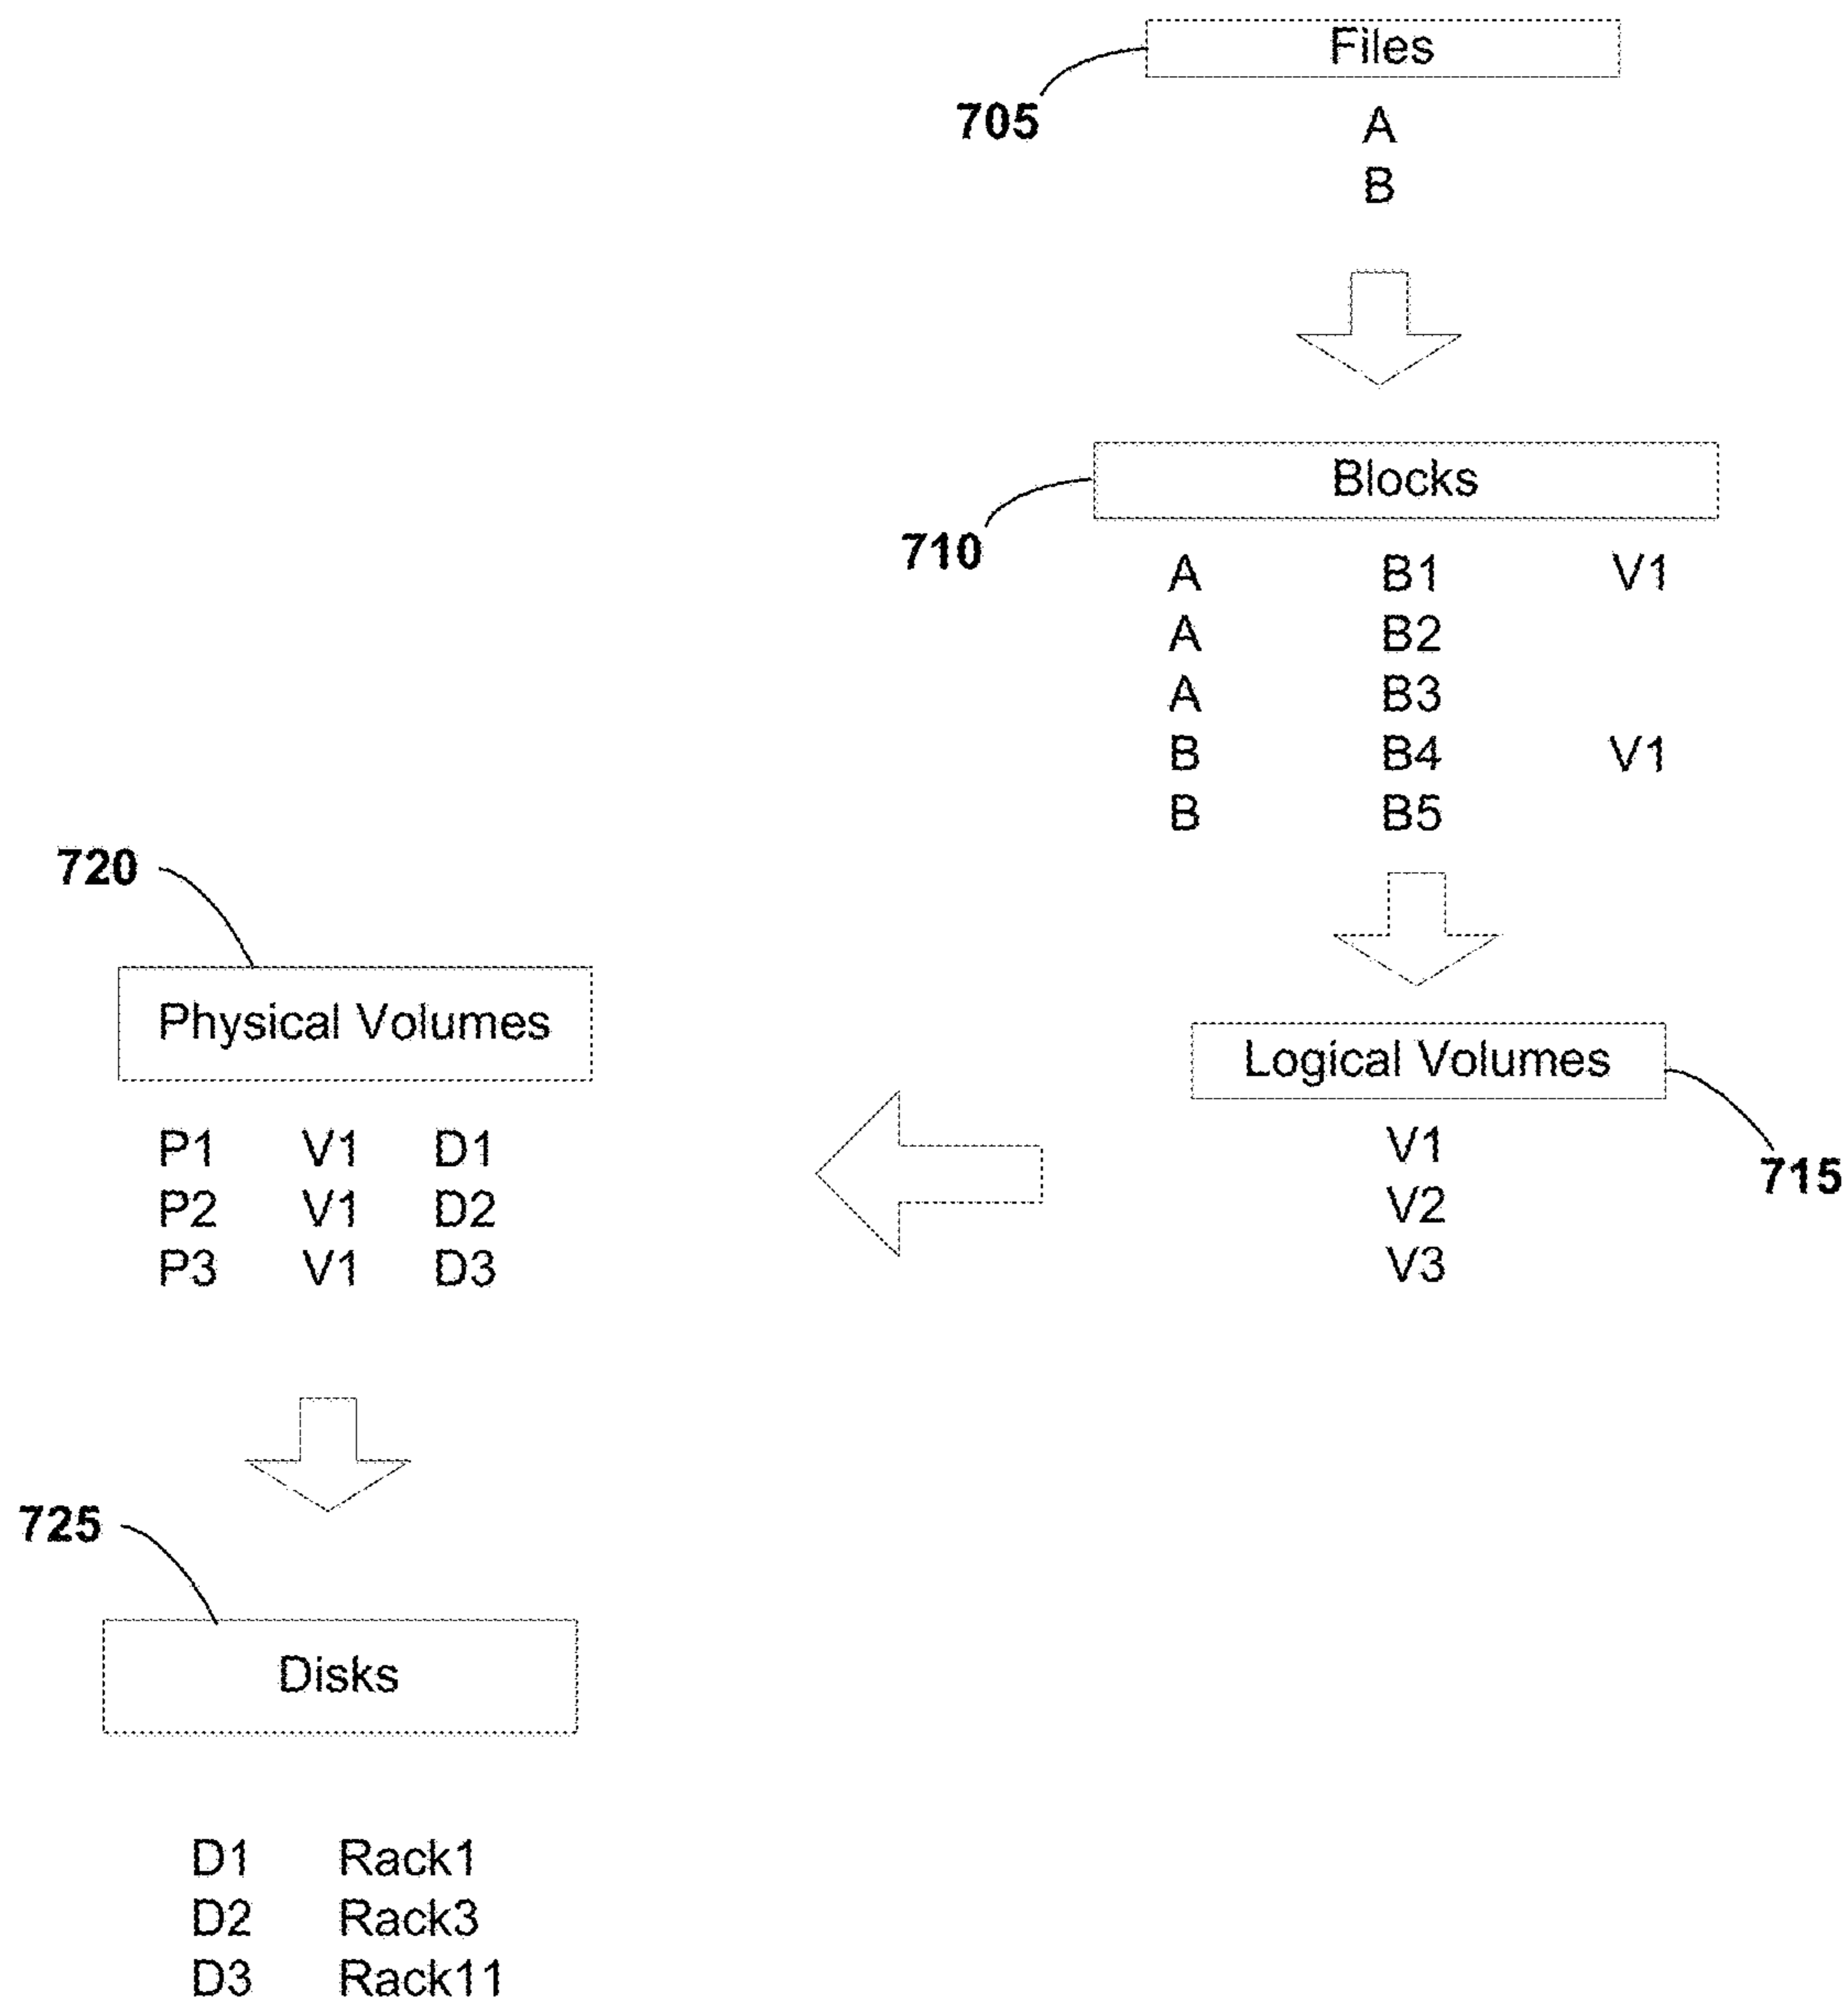 Files
705
A
B
Blocks
710
A B1 V1
A B2
A B3
B B4 V1
B B5
Logical Volumes
715
V1
V2
V3
720
Physical Volumes
P1 V1 D1
P2 V1 D2
P3 V1 D3
725
Disks
D1 Rack1
D2 Rack3
D3 Rack11